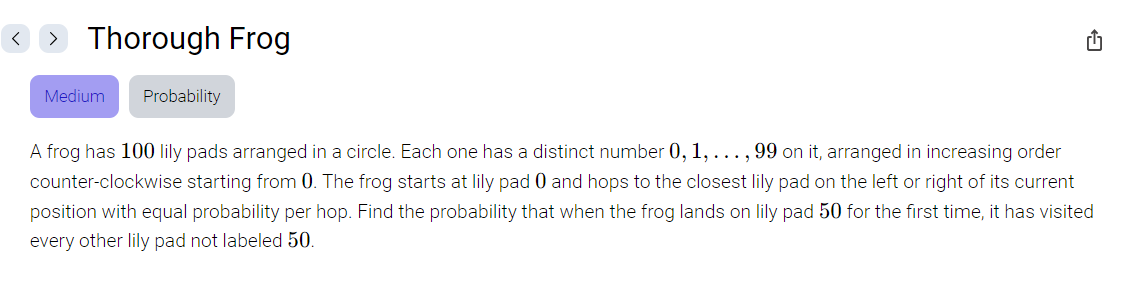 Thorough Frog
Medium
Probability
A frog has 100 lily pads arranged in a circle. Each one has a distinct number 0, 1, . . . , 99 on it, arranged in increasing order
counter-clockwise starting from 0. The frog starts at lily pad 0 and hops to the closest lily pad on the left or right of its current
position with equal probability per hop. Find the probability that when the frog lands on lily pad 50 for the first time, it has visited
every other lily pad not labeled 50.